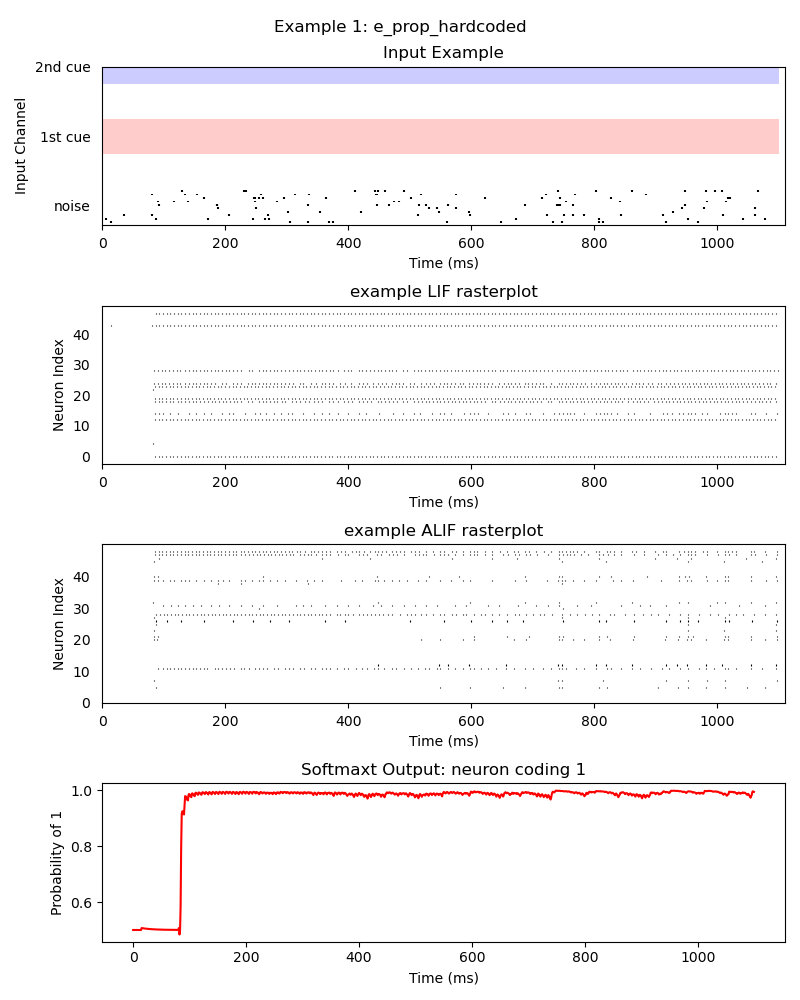 Example 1: e_prop_hardcoded
Input Example
2nd cue
1st cue
noise
Input Channel
0 200 400 600 800 1000
Time (ms)
example LIF rasterplot
40
30
20
10
0
Neuron Index
0 200 400 600 800 1000
Time (ms)
example ALIF rasterplot
40
30
20
10
0
Neuron Index
0 200 400 600 800 1000
Time (ms)
Softmaxt Output: neuron coding 1
1.0
0.8
0.6
Probability of 1
0 200 400 600 800 1000
Time (ms)